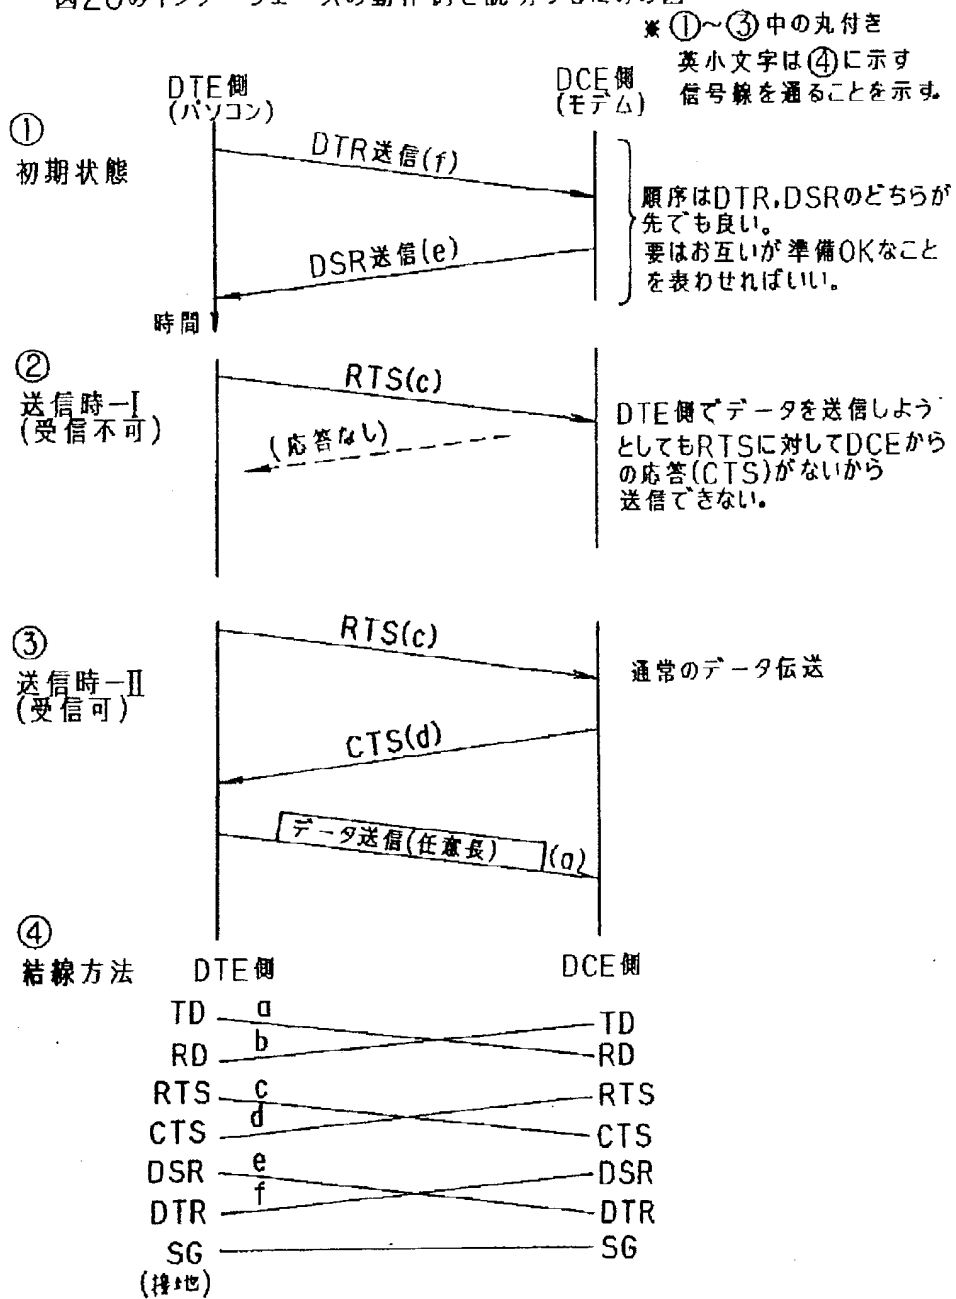 ※①~③中の丸付き
英小文字は④に示す
信号線を通ることを示す。
DTE側
(パソコン)
DCE側
(モデム)
①
初期状態
DTR送信(f)
DSR送信(e)
時間
順序はDTR,DSRのどちらが
先でも良い。
要はお互いが準備OKなこと
を表わせればいい。
②
送信時-Ⅰ
(受信不可)
RTS(c)
(応答なし)
DTE側でデータを送信しよう
としてもRTSに対してDCEから
の応答(CTS)がないから
送信できない。
③
送信時-Ⅱ
(受信可)
RTS(c)
CTS(d)
データ送信(任意長)
(a)
通常のデータ伝送
④
結線方法
DTE側
DCE側
TD a TD
RD b RD
RTS c RTS
CTS d CTS
DSR e DSR
DTR f DTR
SG SG
(接地)